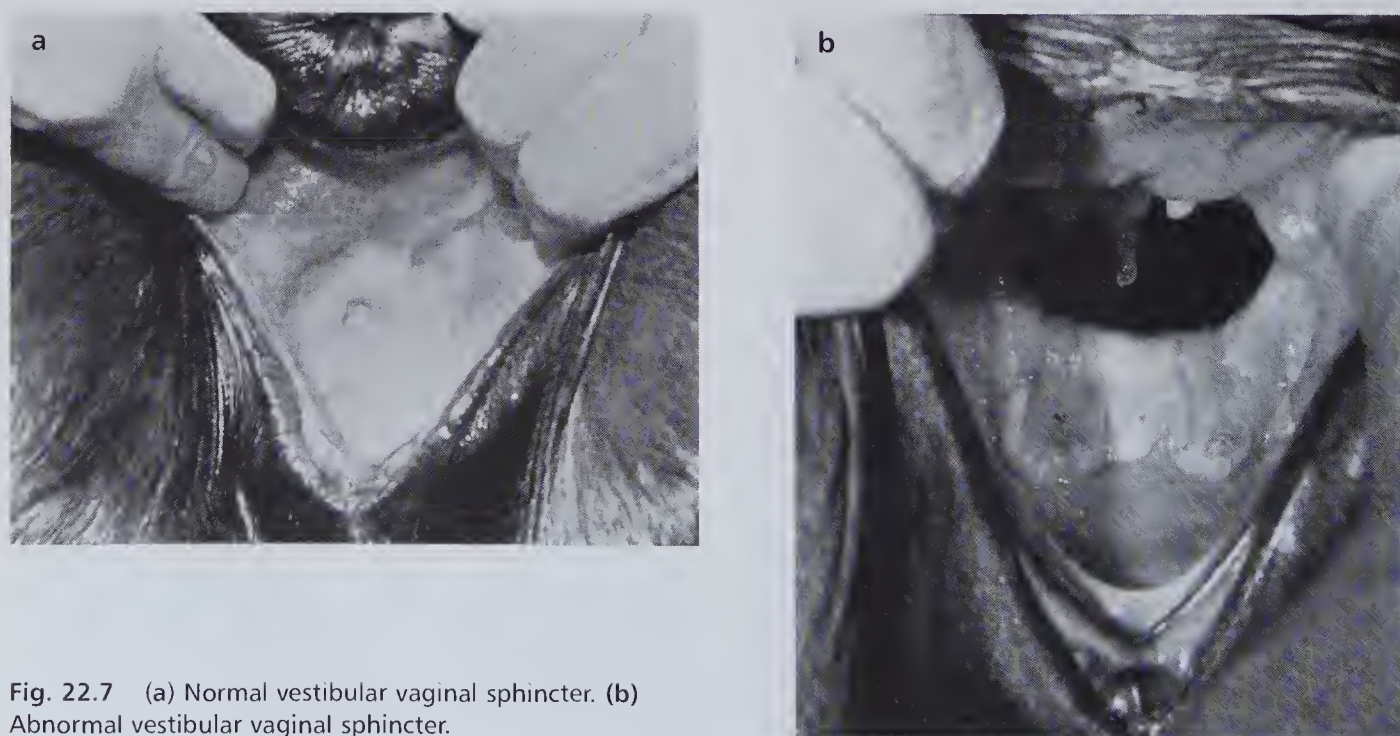 a
b
Fig. 22.7 (a) Normal vestibular vaginal sphincter. (b)
Abnormal vestibular vaginal sphincter.